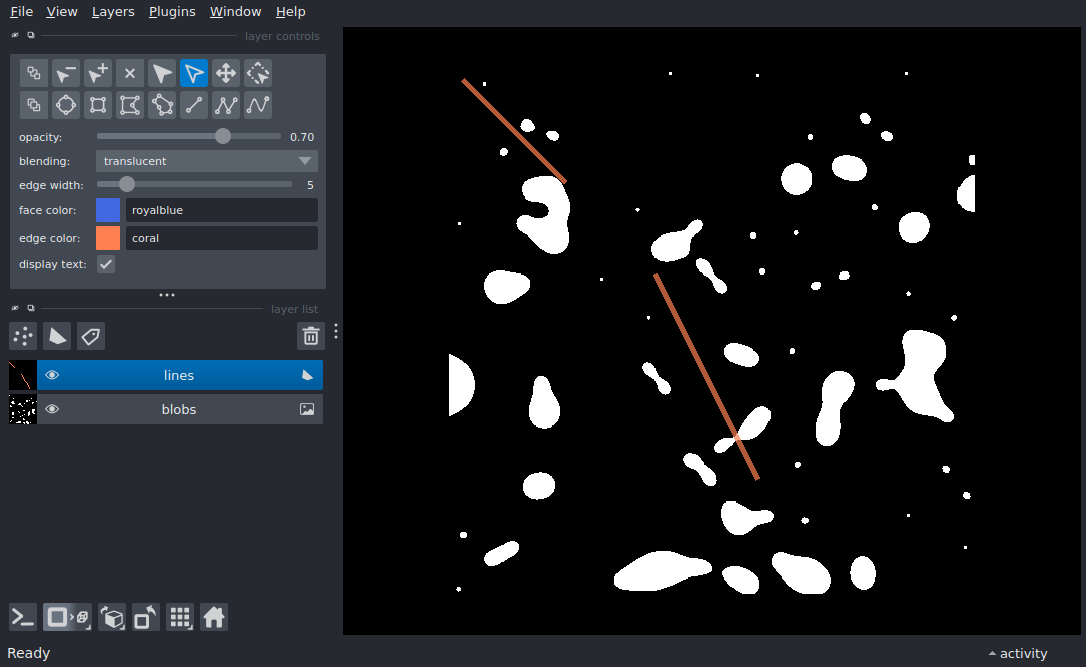 File View Layers Plugins Window Help
layer controls
opacity: 0.70
blending: translucent
edge width: 5
face color: royalblue
edge color: coral
display text:
layer list
lines
blobs
Ready
activity